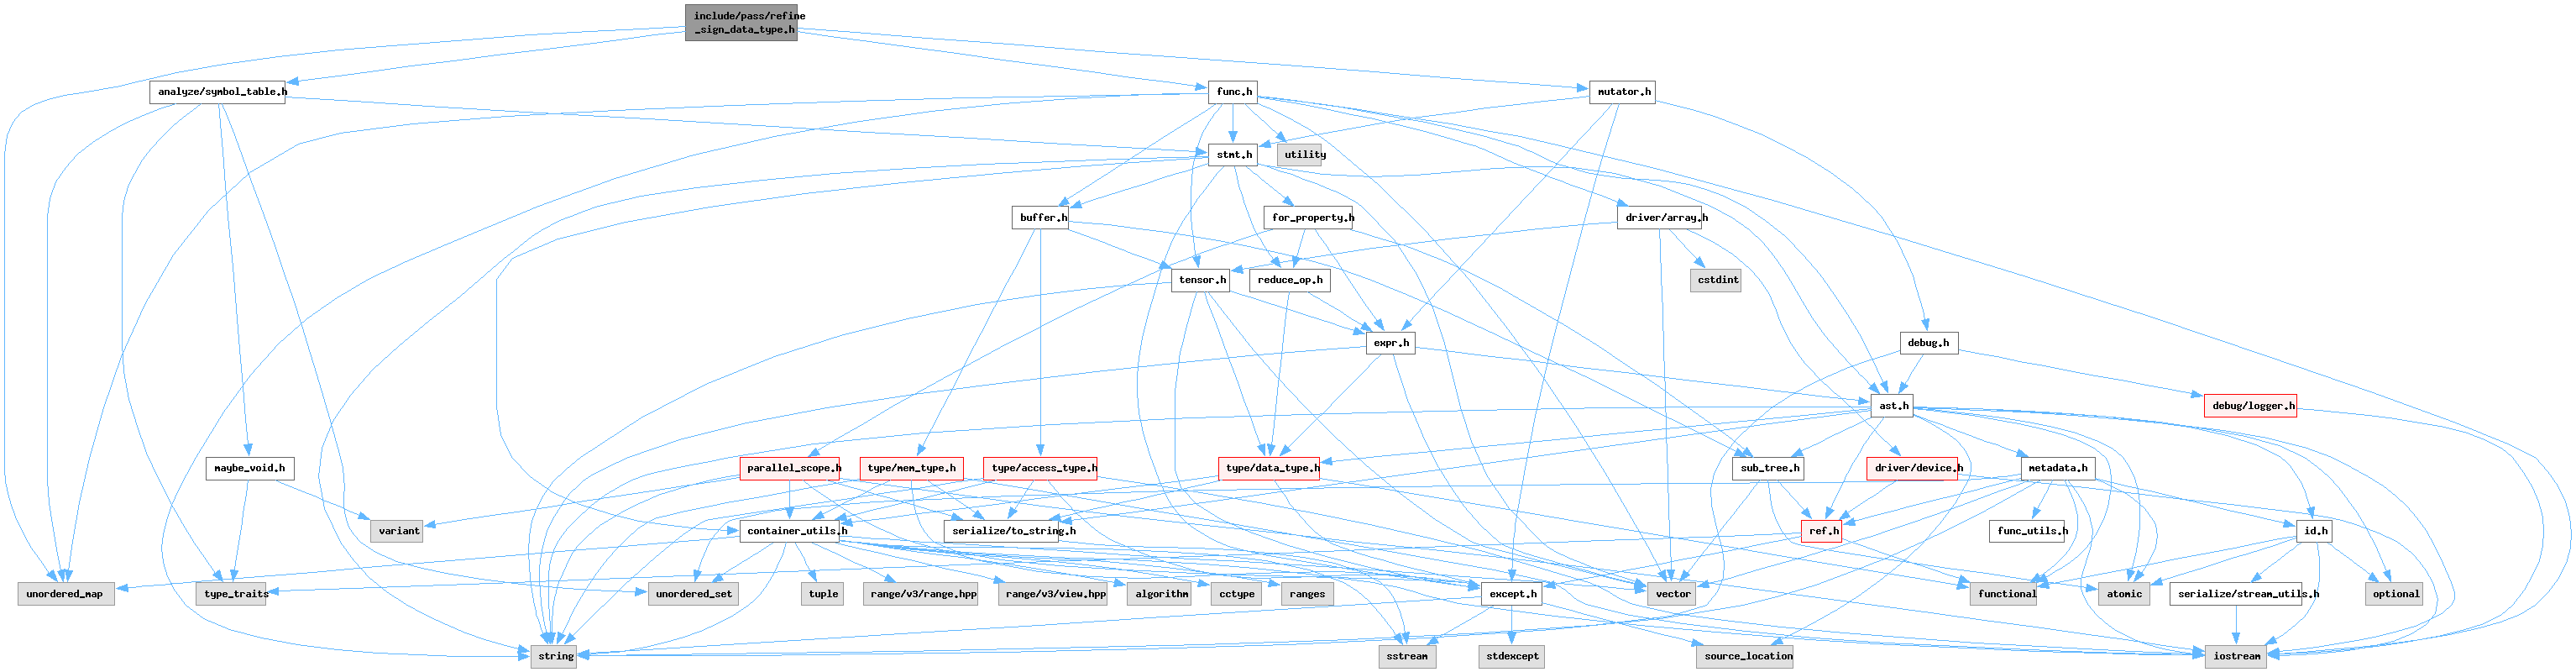 include/pass/refine
_sign_data_type.h
analyze/symbol_table.h
func.h
mutator.h
stmt.h
utility
buffer.h
for_property.h
driver/array.h
tensor.h
reduce_op.h
cstdint
expr.h
debug.h
ast.h
debug/logger.h
maybe_void.h
parallel_scope.h
type/mem_type.h
type/access_type.h
type/data_type.h
sub_tree.h
driver/device.h
metadata.h
variant
container_utils.h
serialize/to_string.h
ref.h
func_utils.h
id.h
unordered_map
type_traits
unordered_set
tuple
range/v3/range.hpp
range/v3/view.hpp
algorithm
cctype
ranges
except.h
vector
functional
atomic
serialize/stream_utils.h
optional
string
sstream
stdexcept
source_location
iostream